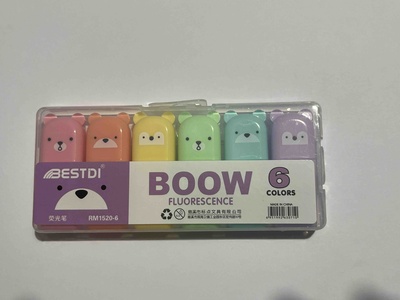 BESTDI
荧光笔
RM1520-6
BOOW
FLUORESCENCE
6
COLORS
MADE IN CHINA